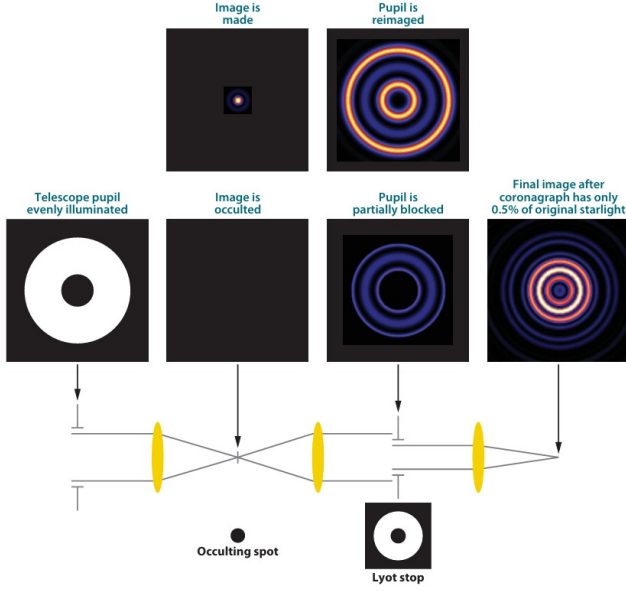 Image is
made
Pupil is
reimaged
Telescope pupil
evenly illuminated
Image is
occulted
Pupil is
partially blocked
Final image after
coronagraph has only
0.5% of original starlight
Occulting spot
Lyot stop